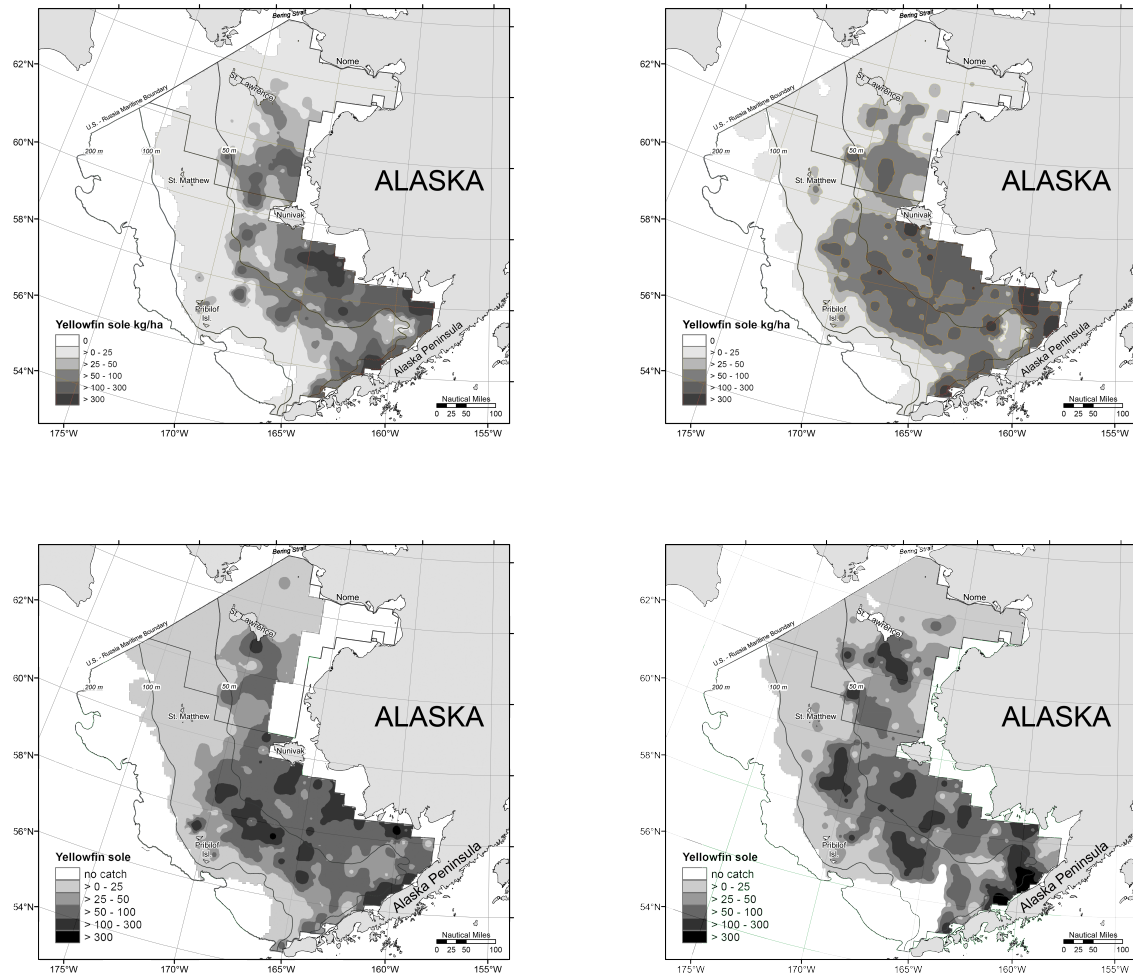 Bering Strait
62°N
Nome
St. Lawrence
U.S. - Russia Maritime Boundary
60°N
200 m
100 m
50 m
St. Matthew
ALASKA
58°N
Nunivak
56°N
Pribilof
Isl.
Yellowfin sole kg/ha
0
> 0 - 25
> 25 - 50
> 50 - 100
> 100 - 300
> 300
54°N
Alaska Peninsula
Nautical Miles
0 25 50 100
175°W 170°W 165°W 160°W 155°W
Bering Strait
62°N
Nome
St. Lawrence
U.S. - Russia Maritime Boundary
60°N
200 m
100 m
50 m
St. Matthew
ALASKA
58°N
Nunivak
56°N
Pribilof
Isl.
Yellowfin sole kg/ha
0
> 0 - 25
> 25 - 50
> 50 - 100
> 100 - 300
> 300
54°N
Alaska Peninsula
Nautical Miles
0 25 50 100
175°W 170°W 165°W 160°W 155°W
Bering Strait
62°N
Nome
St. Lawrence
U.S. - Russia Maritime Boundary
60°N
200 m
100 m
50 m
St. Matthew
ALASKA
58°N
Nunivak
56°N
Pribilof
Isl.
Yellowfin sole
no catch
> 0 - 25
> 25 - 50
> 50 - 100
> 100 - 300
> 300
54°N
Alaska Peninsula
Nautical Miles
0 25 50 100
175°W 170°W 165°W 160°W 155°W
Bering Strait
62°N
Nome
St. Lawrence
U.S. - Russia Maritime Boundary
60°N
200 m
100 m
50 m
St. Matthew
ALASKA
58°N
Nunivak
56°N
Pribilof
Isl.
Yellowfin sole
no catch
> 0 - 25
> 25 - 50
> 50 - 100
> 100 - 300
> 300
54°N
Alaska Peninsula
Nautical Miles
0 25 50 100
175°W 170°W 165°W 160°W 155°W